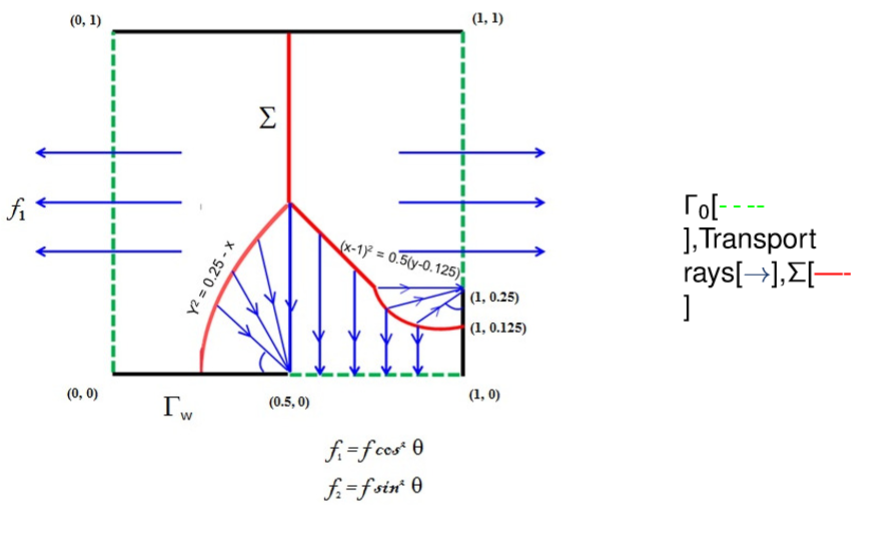 (0, 1)
(1, 1)
Σ
f₁
Y² = 0.25 - x
(x-1)² = 0.5(y-0.125)
(1, 0.25)
(1, 0.125)
(0, 0)
Γw
(0.5, 0)
(1, 0)
f₁ = f cos² θ
f₂ = f sin² θ
Γ₀[----
],Transport
rays[→],Σ[—-
]